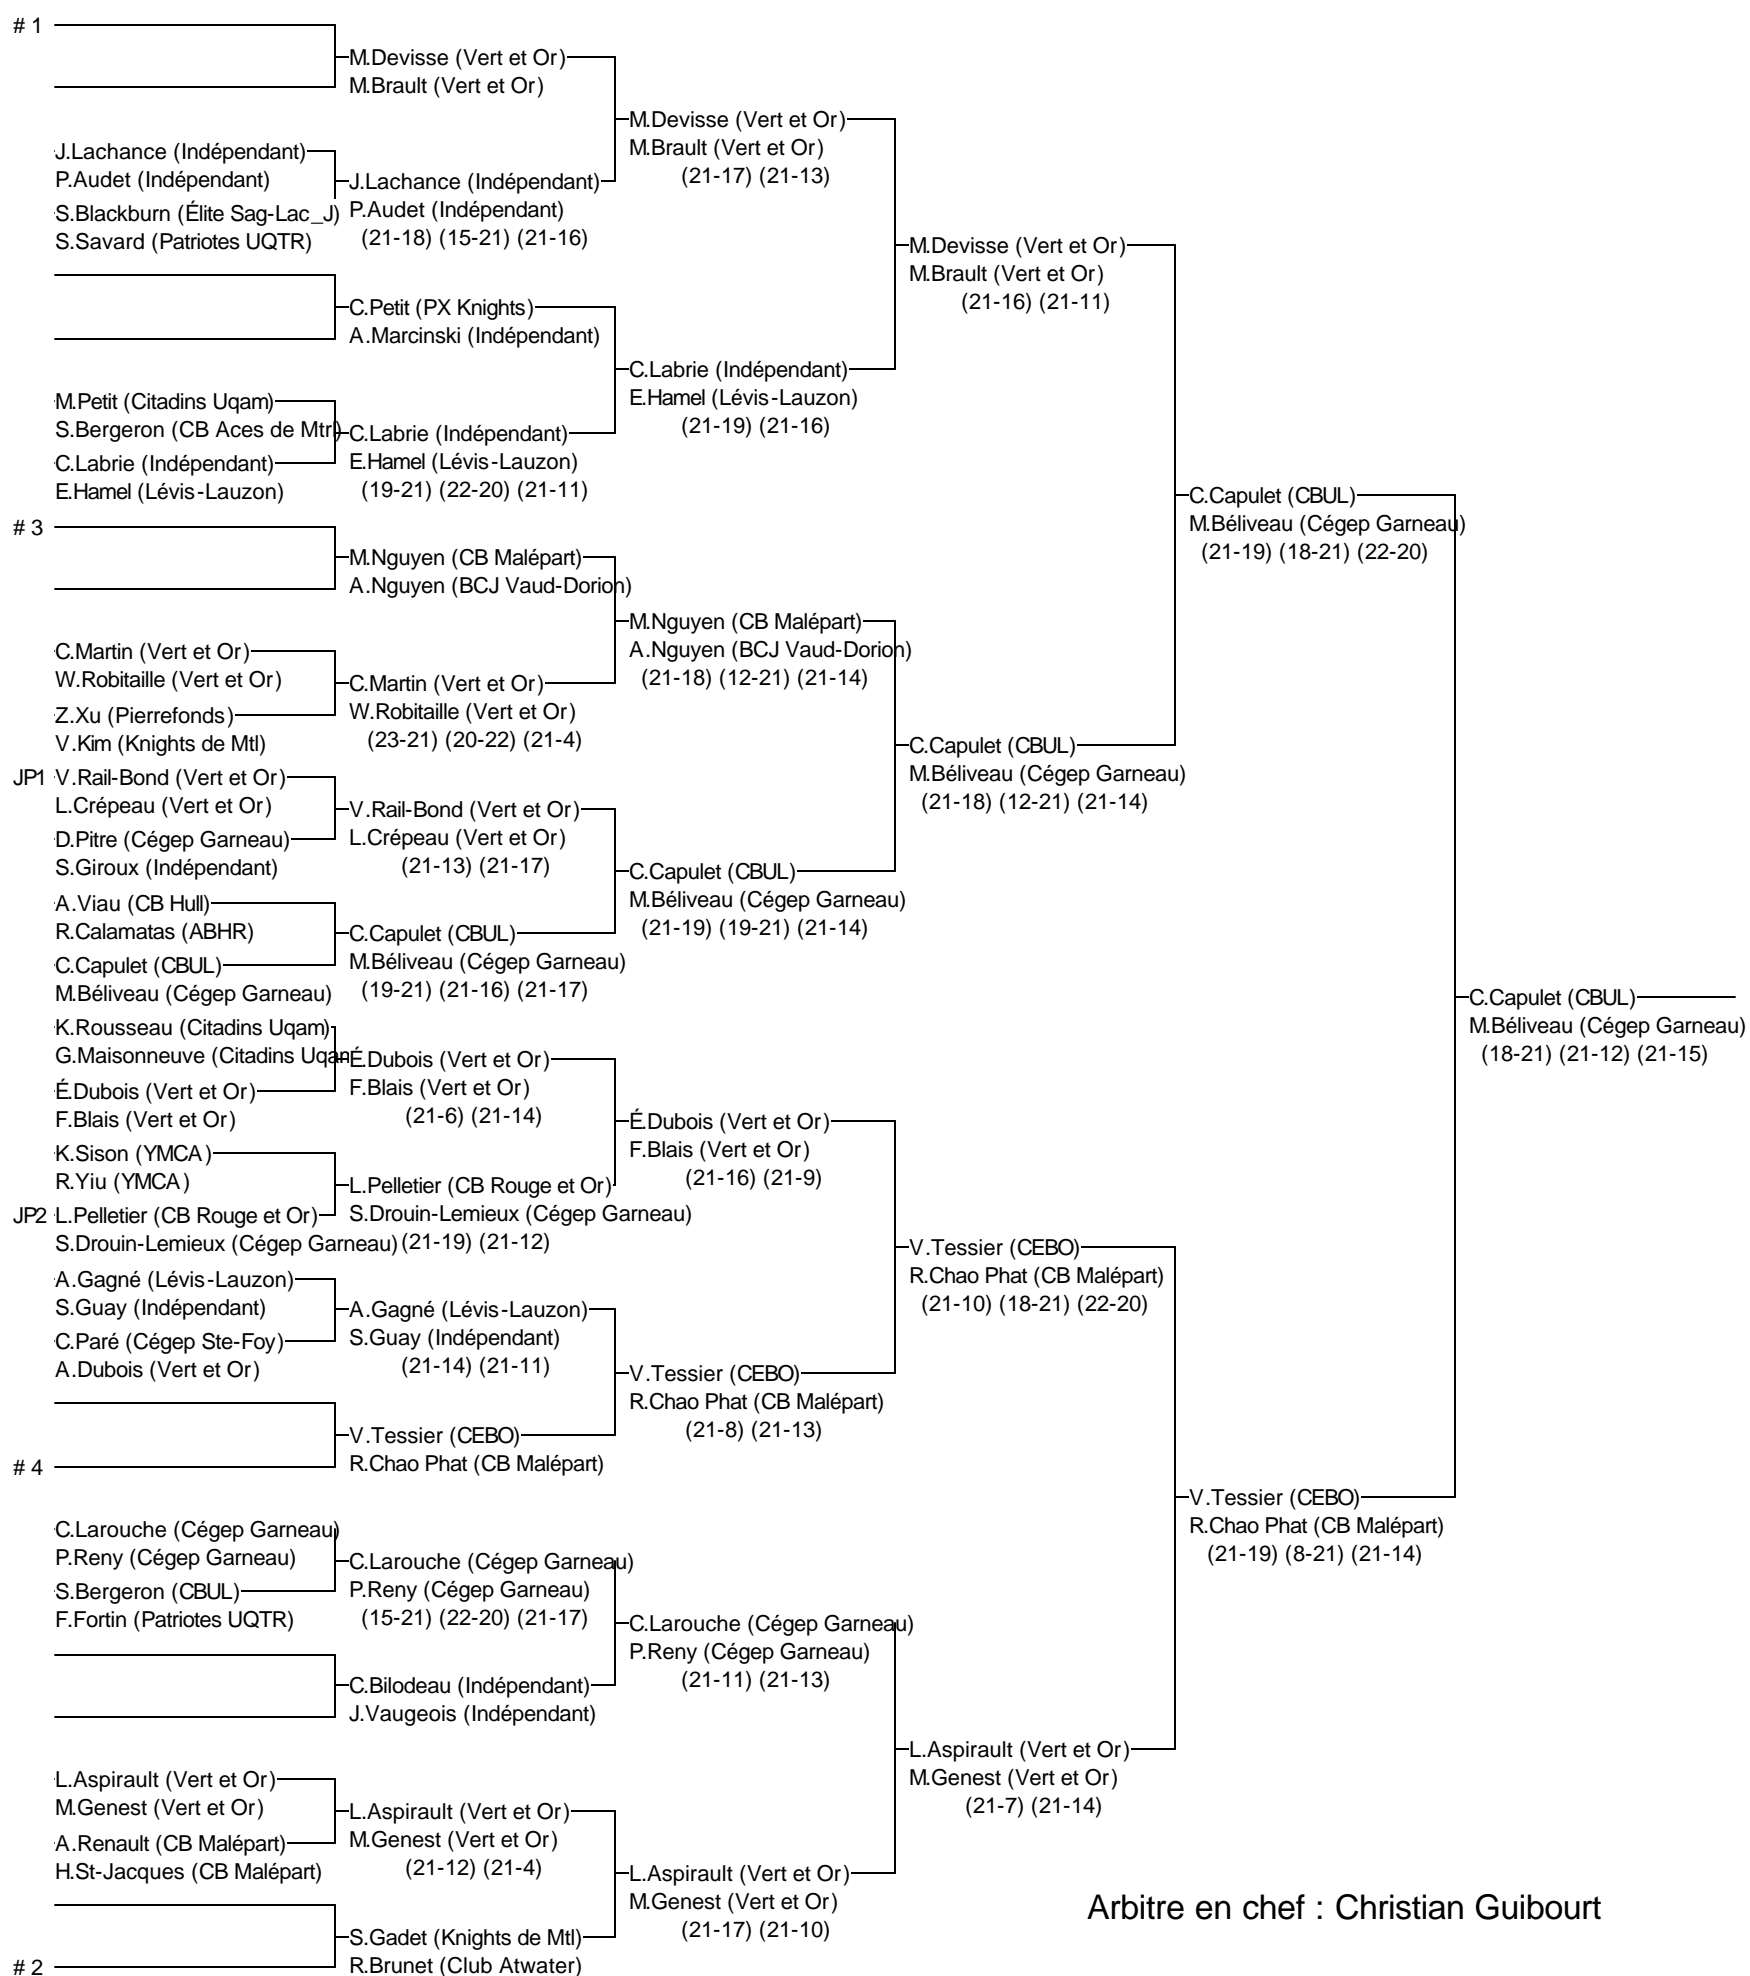 # 1
M.Devisse (Vert et Or)
M.Brault (Vert et Or)
M.Devisse (Vert et Or)
M.Brault (Vert et Or)
(21-17) (21-13)
J.Lachance (Indépendant)
P.Audet (Indépendant)
J.Lachance (Indépendant)
P.Audet (Indépendant)
(21-18) (15-21) (21-16)
S.Blackburn (Élite Sag-Lac_J)
S.Savard (Patriotes UQTR)
M.Devisse (Vert et Or)
M.Brault (Vert et Or)
(21-16) (21-11)
C.Petit (PX Knights)
A.Marcinski (Indépendant)
C.Labrie (Indépendant)
E.Hamel (Lévis-Lauzon)
(21-19) (21-16)
M.Petit (Citadins Uqam)
S.Bergeron (CB Aces de Mtrl)
C.Labrie (Indépendant)
E.Hamel (Lévis-Lauzon)
(19-21) (22-20) (21-11)
C.Labrie (Indépendant)
E.Hamel (Lévis-Lauzon)
C.Capulet (CBUL)
M.Béliveau (Cégep Garneau)
(21-19) (18-21) (22-20)
# 3
M.Nguyen (CB Malépart)
A.Nguyen (BCJ Vaud-Dorion)
M.Nguyen (CB Malépart)
A.Nguyen (BCJ Vaud-Dorion)
(21-18) (12-21) (21-14)
C.Martin (Vert et Or)
W.Robitaille (Vert et Or)
C.Martin (Vert et Or)
W.Robitaille (Vert et Or)
(23-21) (20-22) (21-4)
Z.Xu (Pierrefonds)
V.Kim (Knights de Mtl)
C.Capulet (CBUL)
M.Béliveau (Cégep Garneau)
(21-18) (12-21) (21-14)
JP1 V.Rail-Bond (Vert et Or)
L.Crépeau (Vert et Or)
V.Rail-Bond (Vert et Or)
L.Crépeau (Vert et Or)
(21-13) (21-17)
D.Pitre (Cégep Garneau)
S.Giroux (Indépendant)
C.Capulet (CBUL)
M.Béliveau (Cégep Garneau)
(21-19) (19-21) (21-14)
A.Viau (CB Hull)
R.Calamatas (ABHR)
C.Capulet (CBUL)
M.Béliveau (Cégep Garneau)
(19-21) (21-16) (21-17)
C.Capulet (CBUL)
M.Béliveau (Cégep Garneau)
C.Capulet (CBUL)
M.Béliveau (Cégep Garneau)
(18-21) (21-12) (21-15)
K.Rousseau (Citadins Uqam)
G.Maisonneuve (Citadins Uqam
É.Dubois (Vert et Or)
F.Blais (Vert et Or)
(21-6) (21-14)
É.Dubois (Vert et Or)
F.Blais (Vert et Or)
É.Dubois (Vert et Or)
F.Blais (Vert et Or)
(21-16) (21-9)
K.Sison (YMCA)
R.Yiu (YMCA)
L.Pelletier (CB Rouge et Or)
S.Drouin-Lemieux (Cégep Garneau)
(21-19) (21-12)
JP2 L.Pelletier (CB Rouge et Or)
S.Drouin-Lemieux (Cégep Garneau)
V.Tessier (CEBO)
R.Chao Phat (CB Malépart)
(21-10) (18-21) (22-20)
A.Gagné (Lévis-Lauzon)
S.Guay (Indépendant)
A.Gagné (Lévis-Lauzon)
S.Guay (Indépendant)
(21-14) (21-11)
C.Paré (Cégep Ste-Foy)
A.Dubois (Vert et Or)
V.Tessier (CEBO)
R.Chao Phat (CB Malépart)
(21-8) (21-13)
V.Tessier (CEBO)
R.Chao Phat (CB Malépart)
# 4
V.Tessier (CEBO)
R.Chao Phat (CB Malépart)
(21-19) (8-21) (21-14)
C.Larouche (Cégep Garneau)
P.Reny (Cégep Garneau)
C.Larouche (Cégep Garneau)
P.Reny (Cégep Garneau)
(15-21) (22-20) (21-17)
S.Bergeron (CBUL)
F.Fortin (Patriotes UQTR)
C.Larouche (Cégep Garneau)
P.Reny (Cégep Garneau)
(21-11) (21-13)
C.Bilodeau (Indépendant)
J.Vaugeois (Indépendant)
L.Aspirault (Vert et Or)
M.Genest (Vert et Or)
(21-7) (21-14)
L.Aspirault (Vert et Or)
M.Genest (Vert et Or)
L.Aspirault (Vert et Or)
M.Genest (Vert et Or)
(21-12) (21-4)
A.Renault (CB Malépart)
H.St-Jacques (CB Malépart)
L.Aspirault (Vert et Or)
M.Genest (Vert et Or)
(21-17) (21-10)
S.Gadet (Knights de Mtl)
R.Brunet (Club Atwater)
# 2
Arbitre en chef : Christian Guibourt